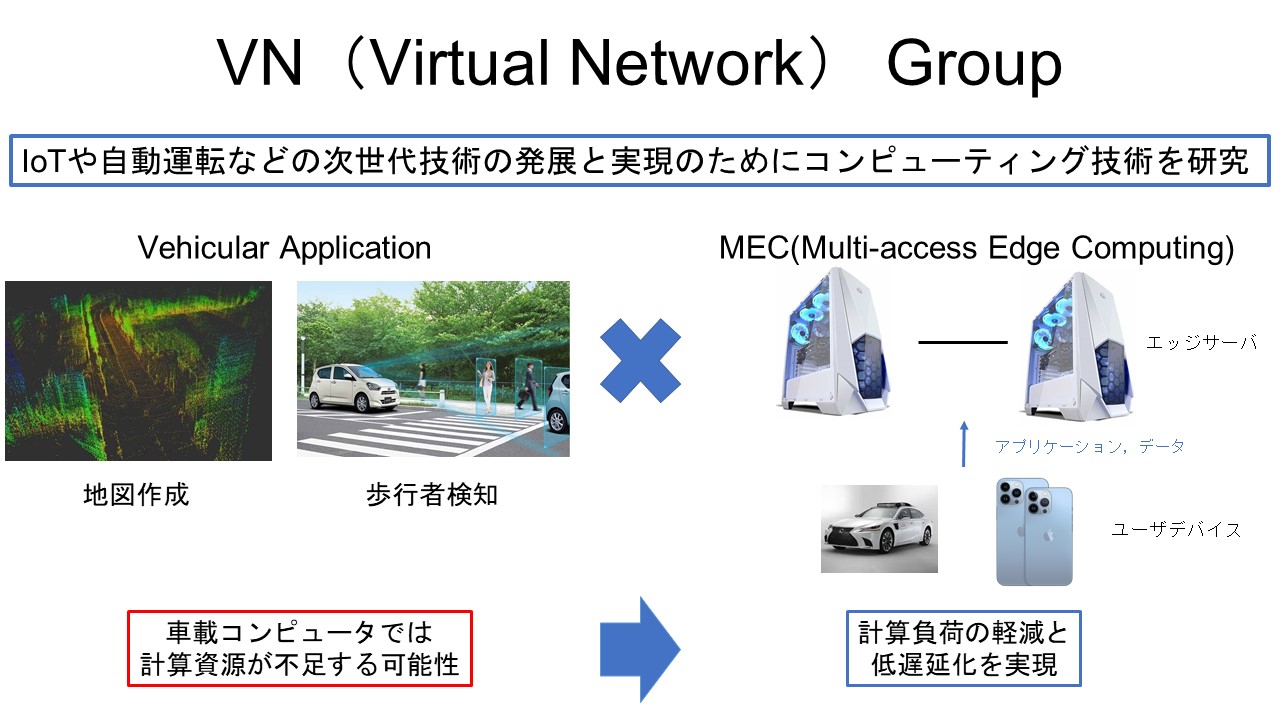 VN（Virtual Network） Group
IoTや自動運転などの次世代技術の発展と実現のためにコンピューティング技術を研究
Vehicular Application
MEC(Multi-access Edge Computing)
エッジサーバ
アプリケーション，データ
地図作成
歩行者検知
ユーザデバイス
車載コンピュータでは
計算資源が不足する可能性
計算負荷の軽減と
低遅延化を実現